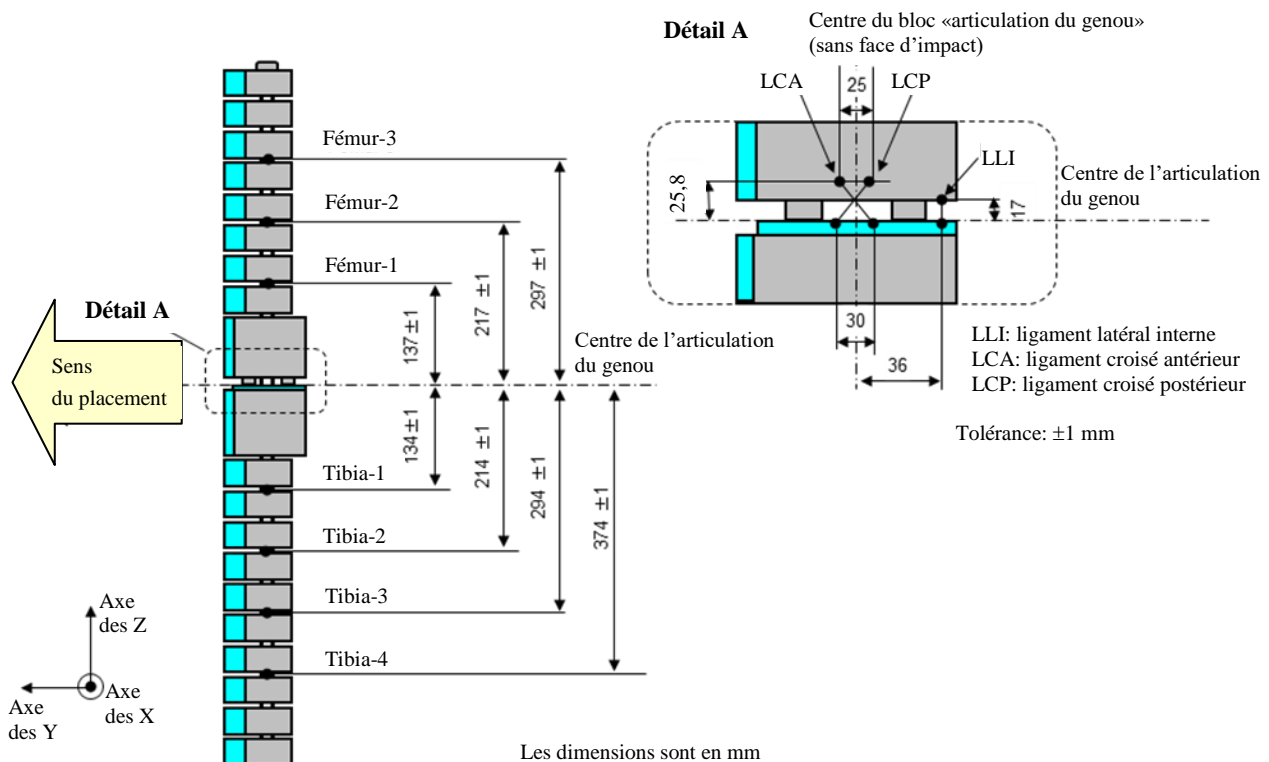 Détail A
Centre du bloc «articulation du genou»
(sans face d’impact)
LCA
25
LCP
LLI
25,8
17
Centre de l’articulation
du genou
30
36
LLI: ligament latéral interne
LCA: ligament croisé antérieur
LCP: ligament croisé postérieur
Tolérance: ±1 mm
Fémur-3
Fémur-2
Fémur-1
Détail A
Sens
du placement
137±1
217 ±1
297 ±1
Centre de l’articulation
du genou
134±1
214 ±1
294 ±1
374 ±1
Tibia-1
Tibia-2
Tibia-3
Tibia-4
Axe
des Z
Axe
des Y
Axe
des X
Les dimensions sont en mm